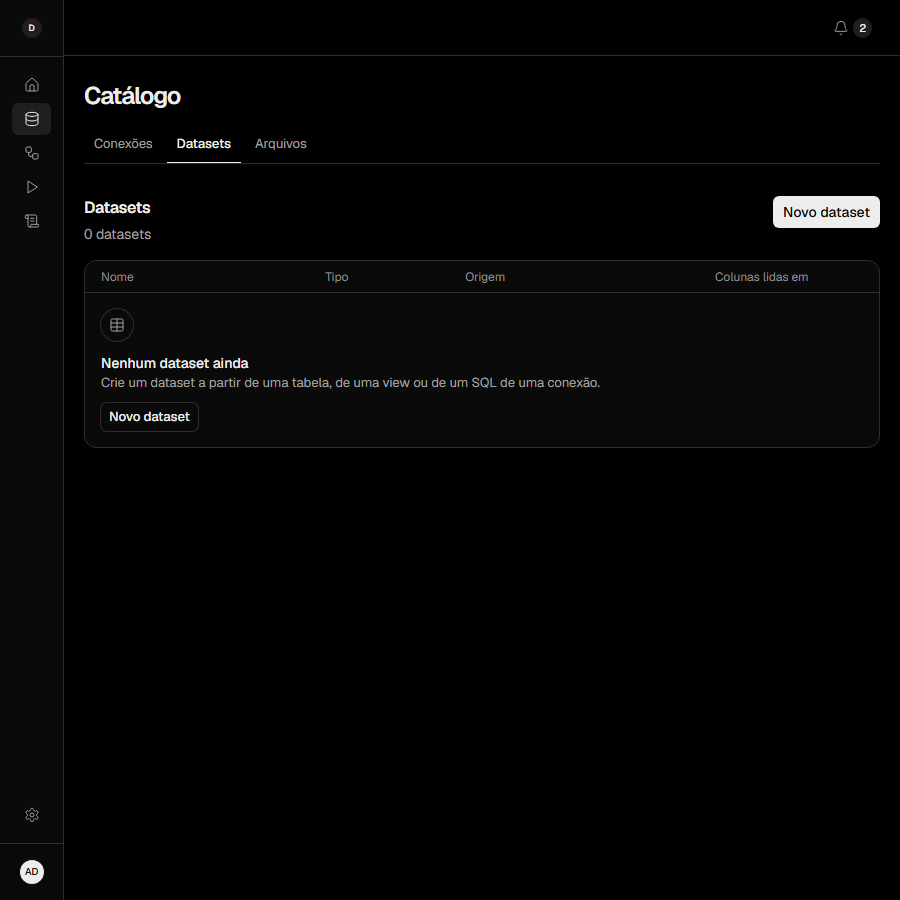 D
2
Catálogo
Conexões Datasets Arquivos
Datasets
Novo dataset
0 datasets
Nome Tipo Origem Colunas lidas em
Nenhum dataset ainda
Crie um dataset a partir de uma tabela, de uma view ou de um SQL de uma conexão.
Novo dataset
AD